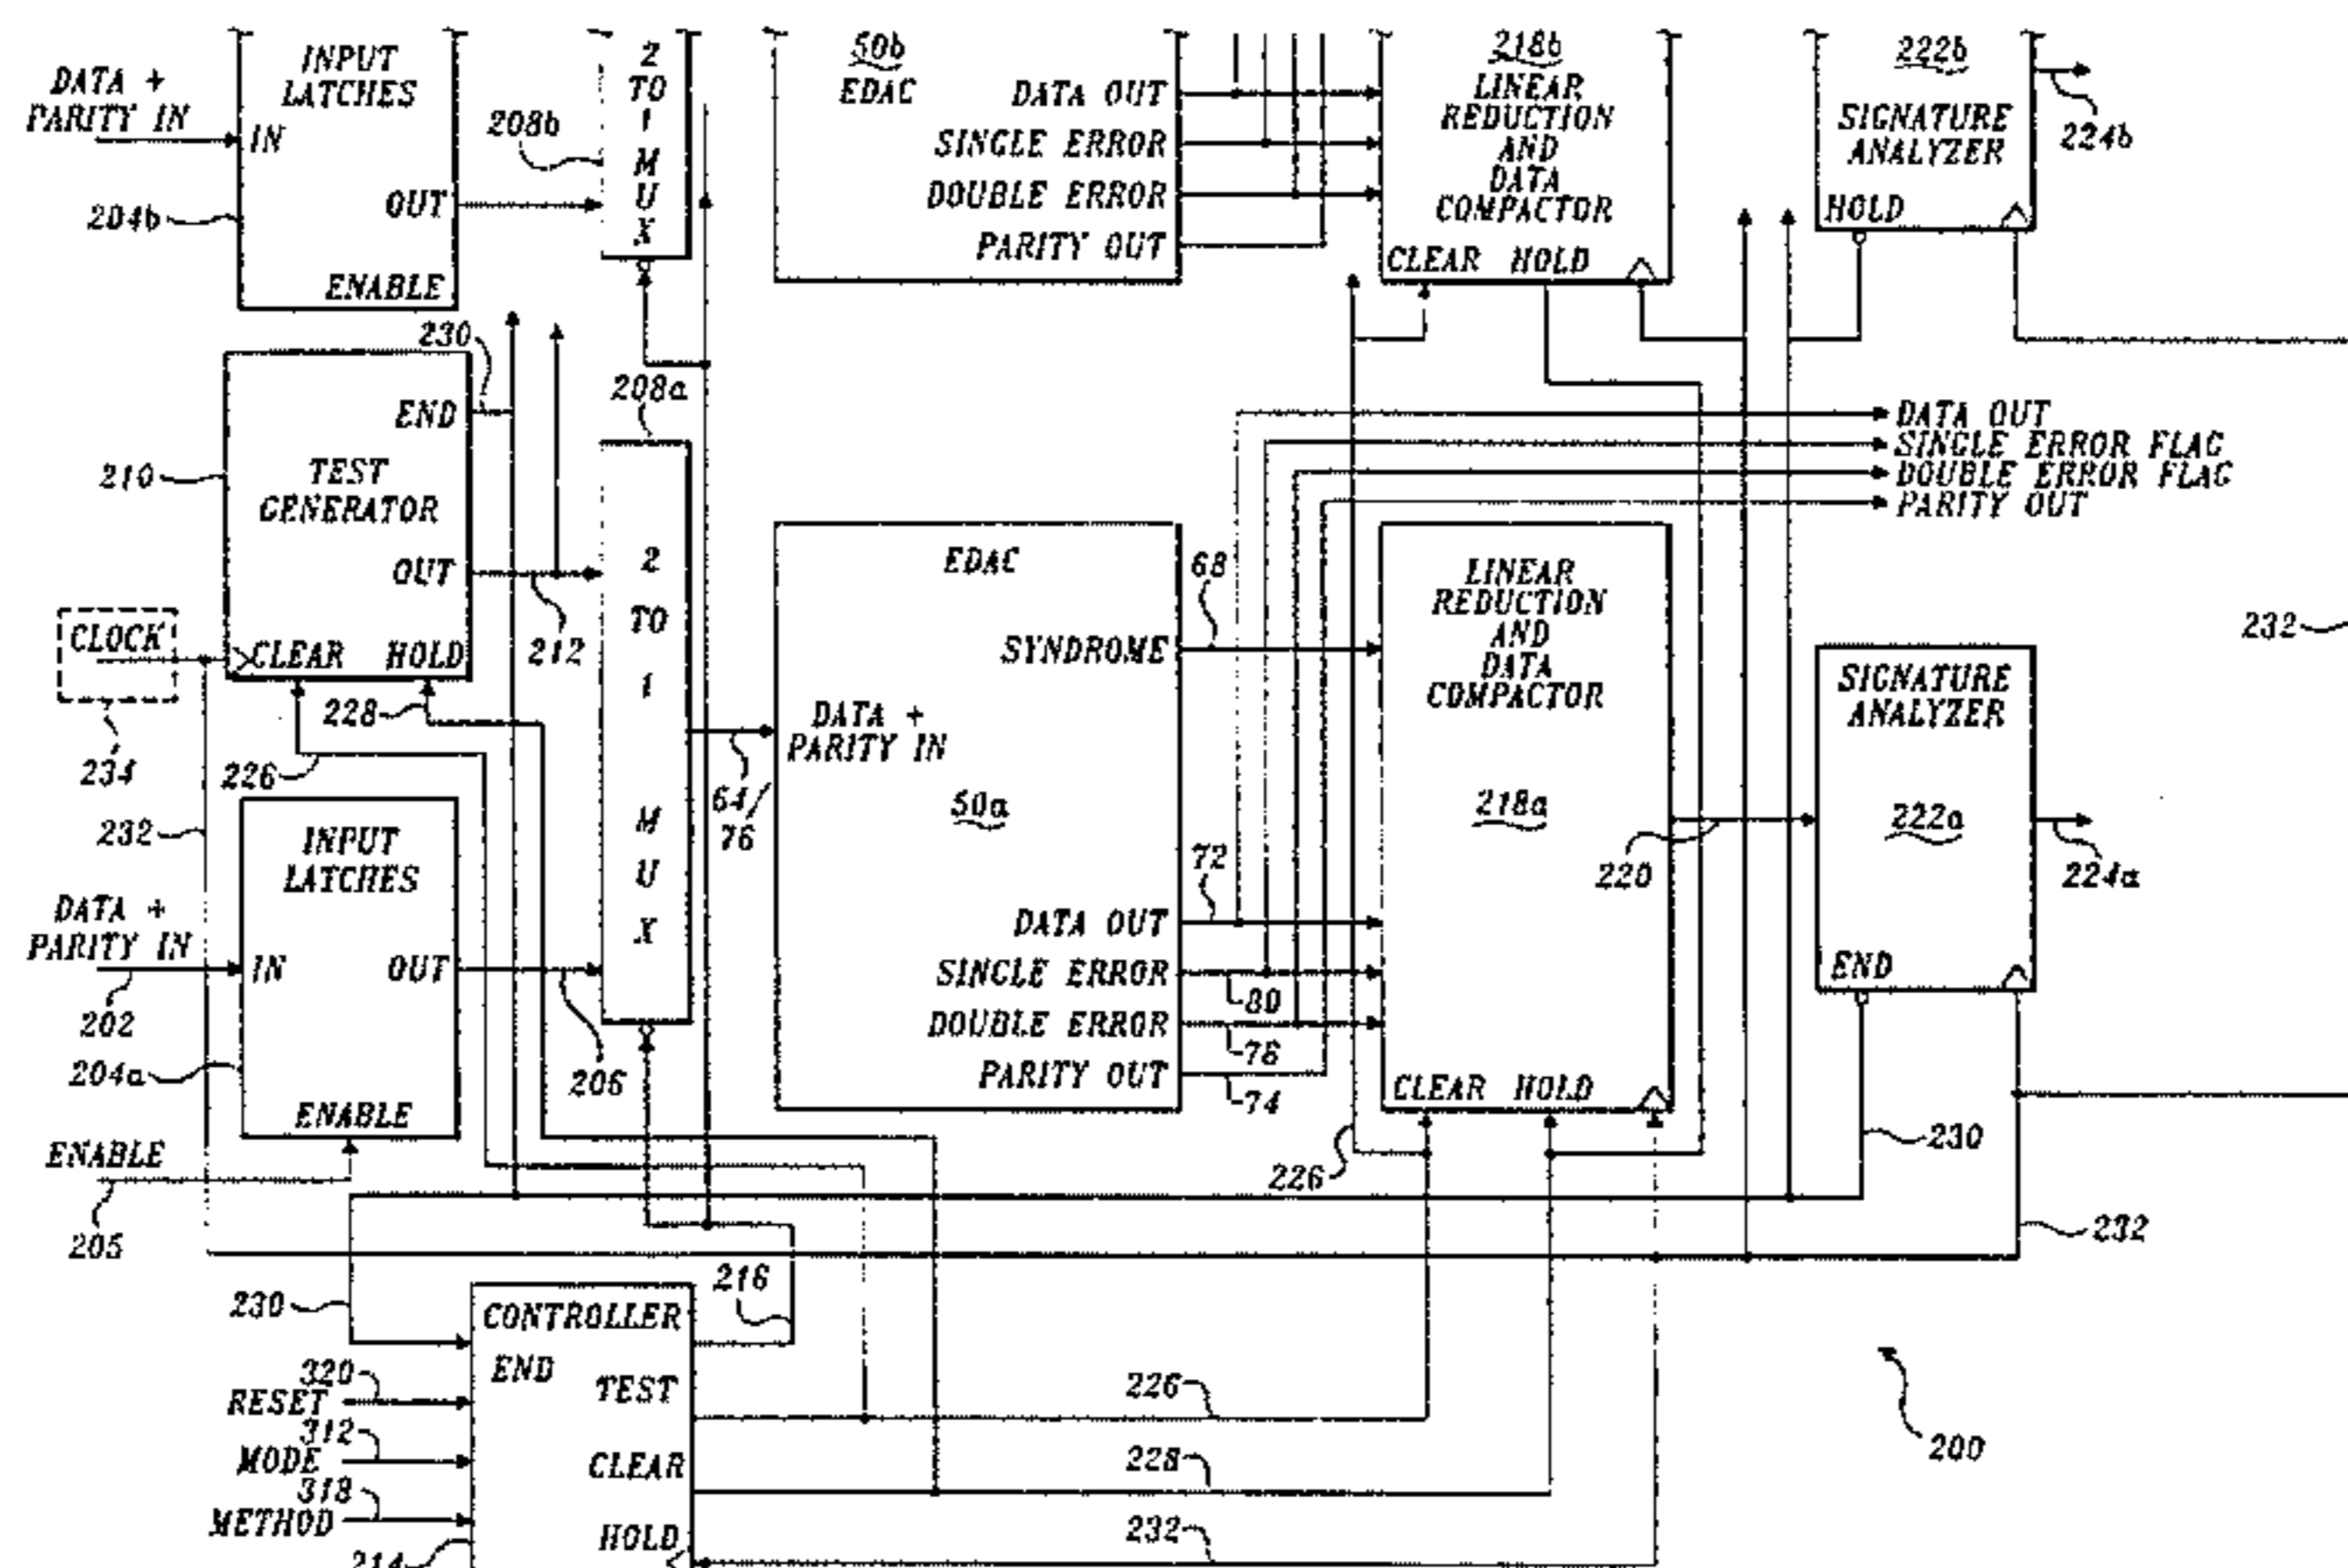 DATA +
PARITY IN
INPUT
LATCHES
IN
OUT
ENABLE
204b
208b
2
TO
1
M
U
X
50b
EDAC
DATA OUT
SINGLE ERROR
DOUBLE ERROR
PARITY OUT
218b
LINEAR
REDUCTION
AND
DATA
COMPACTOR
CLEAR HOLD
222b
SIGNATURE
ANALYZER
HOLD
224b
230
208a
END
210
TEST
GENERATOR
OUT
212
CLOCK
CLEAR HOLD
228
234
226
232
2
TO
1
M
U
X
64/
76
EDAC
SYNDROME
DATA +
PARITY IN
50a
DATA OUT
SINGLE ERROR
DOUBLE ERROR
PARITY OUT
68
72
80
78
74
DATA OUT
SINGLE ERROR FLAG
DOUBLE ERROR FLAG
PARITY OUT
LINEAR
REDUCTION
AND
DATA
COMPACTOR
218a
CLEAR HOLD
226
220
232
SIGNATURE
ANALYZER
222a
END
224a
230
232
INPUT
LATCHES
DATA +
PARITY IN
IN
OUT
202
204a
206
ENABLE
ENABLE
205
230
216
CONTROLLER
END
TEST
CLEAR
HOLD
320
RESET
312
MODE
318
METHOD
214
226
228
232
200